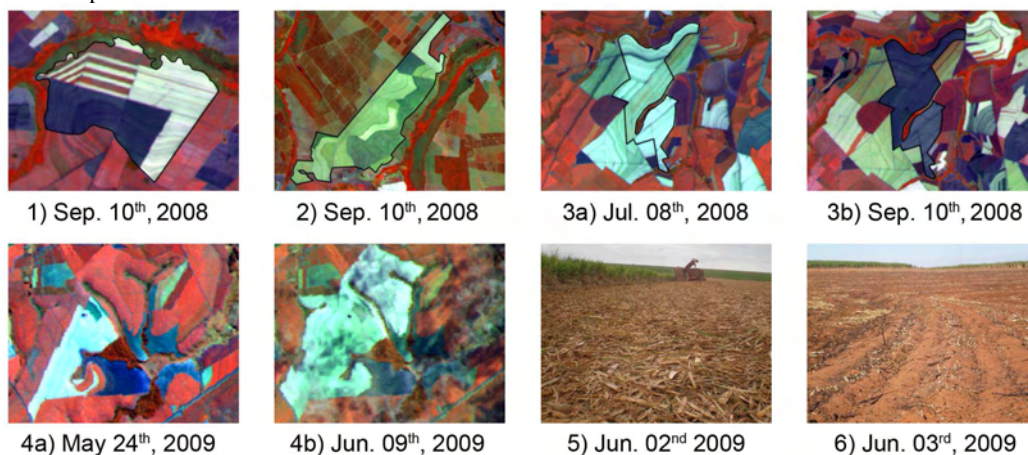 1) Sep. 10th, 2008 2) Sep. 10th, 2008 3a) Jul. 08th, 2008 3b) Sep. 10th, 2008
4a) May 24th, 2009 4b) Jun. 09th, 2009 5) Jun. 02nd 2009 6) Jun. 03rd, 2009